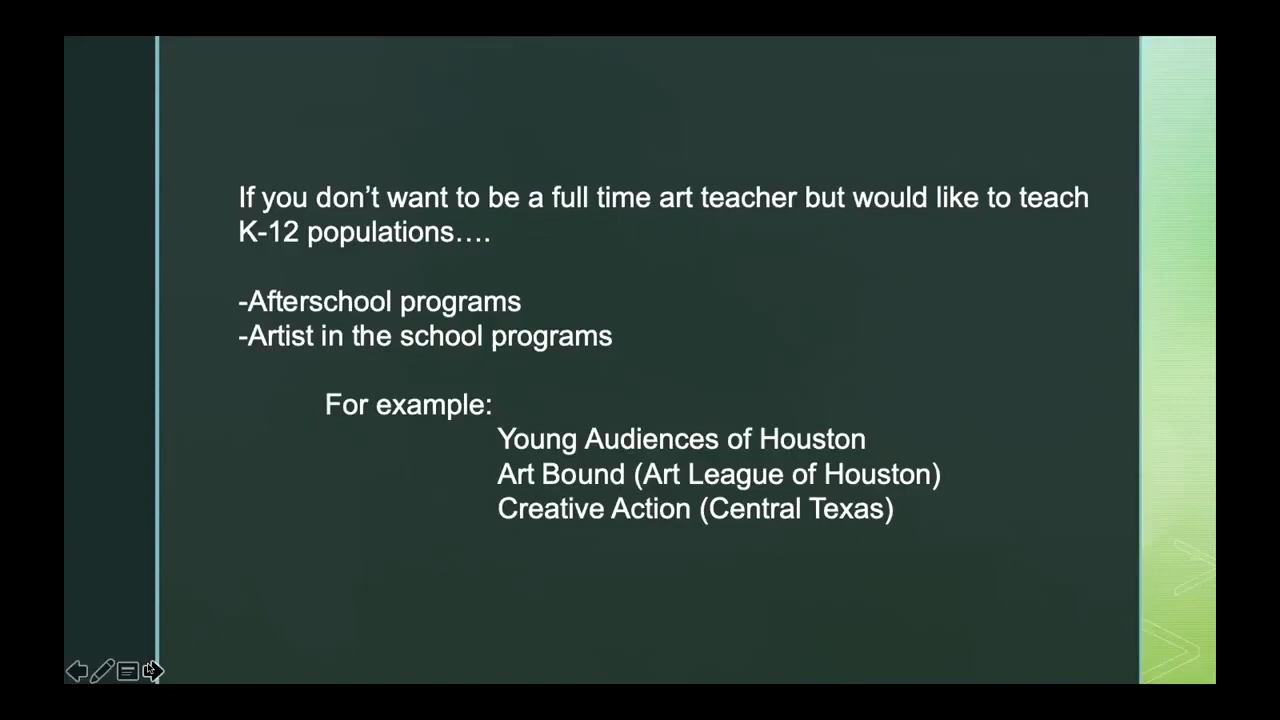 If you don’t want to be a full time art teacher but would like to teach
K-12 populations….
-Afterschool programs
-Artist in the school programs
For example:
Young Audiences of Houston
Art Bound (Art League of Houston)
Creative Action (Central Texas)